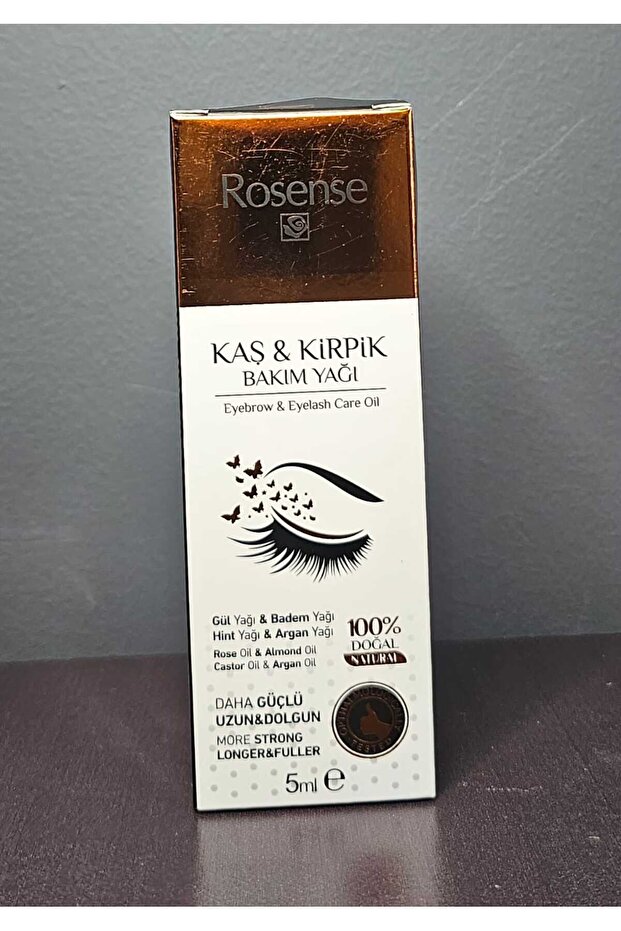 Rosense
KAŞ & KİRPİK
BAKIM YAĞI
Eyebrow & Eyelash Care Oil
Gül Yağı & Badem Yağı
Hint Yağı & Argan Yağı
Rose Oil & Almond Oil
Castor Oil & Argan Oil
100%
DOĞAL
NATURAL
DAHA GÜÇLÜ
UZUN&DOLGUN
MORE STRONG
LONGER&FULLER
TESTED
5ml e